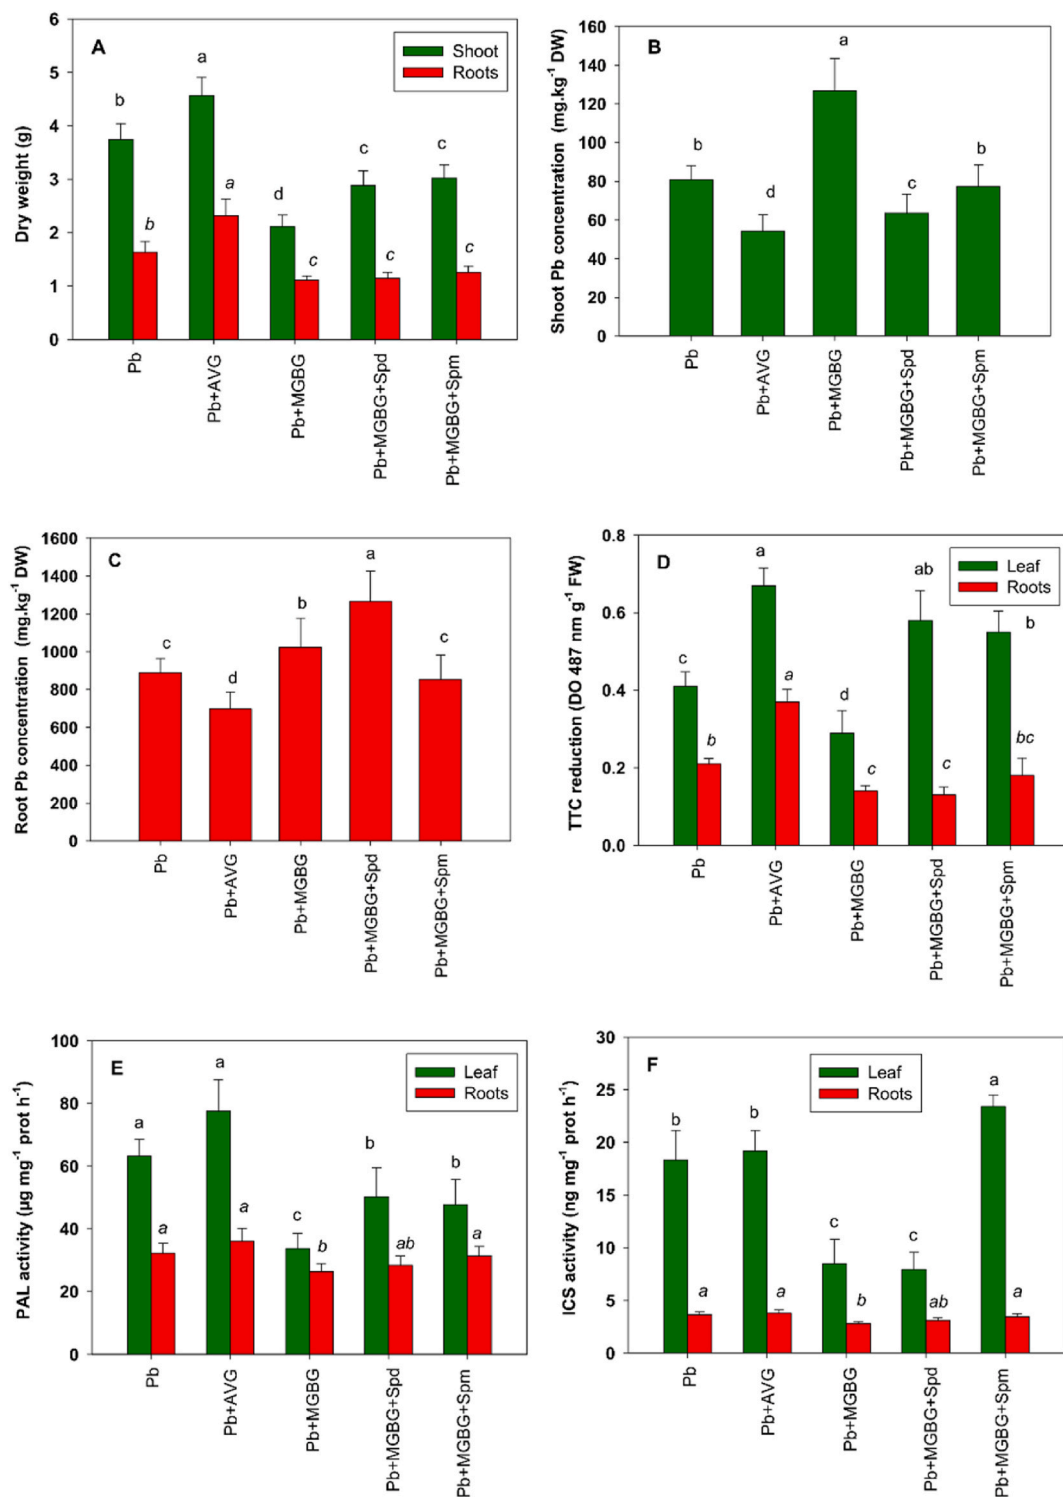 A
Shoot
Roots
Dry weight (g)
6
5
4
3
2
1
0
b
b
a
a
d
c
c
c
c
c
Pb
Pb+AVG
Pb+MGBG
Pb+MGBG+Spd
Pb+MGBG+Spm
B
Shoot Pb concentration (mg.kg-1 DW)
160
140
120
100
80
60
40
20
0
b
d
a
c
b
Pb
Pb+AVG
Pb+MGBG
Pb+MGBG+Spd
Pb+MGBG+Spm
C
Root Pb concentration (mg.kg-1 DW)
1600
1400
1200
1000
800
600
400
200
0
c
d
b
a
c
Pb
Pb+AVG
Pb+MGBG
Pb+MGBG+Spd
Pb+MGBG+Spm
D
Leaf
Roots
TTC reduction (DO 487 nm g-1 FW)
0.8
0.6
0.4
0.2
0.0
c
b
a
a
d
c
ab
c
b
bc
Pb
Pb+AVG
Pb+MGBG
Pb+MGBG+Spd
Pb+MGBG+Spm
E
Leaf
Roots
PAL activity (µg mg-1 prot h-1)
100
80
60
40
20
0
a
a
a
a
c
b
b
ab
b
a
Pb
Pb+AVG
Pb+MGBG
Pb+MGBG+Spd
Pb+MGBG+Spm
F
Leaf
Roots
ICS activity (ng mg-1 prot h-1)
30
25
20
15
10
5
0
b
a
b
a
c
b
c
ab
a
a
Pb
Pb+AVG
Pb+MGBG
Pb+MGBG+Spd
Pb+MGBG+Spm